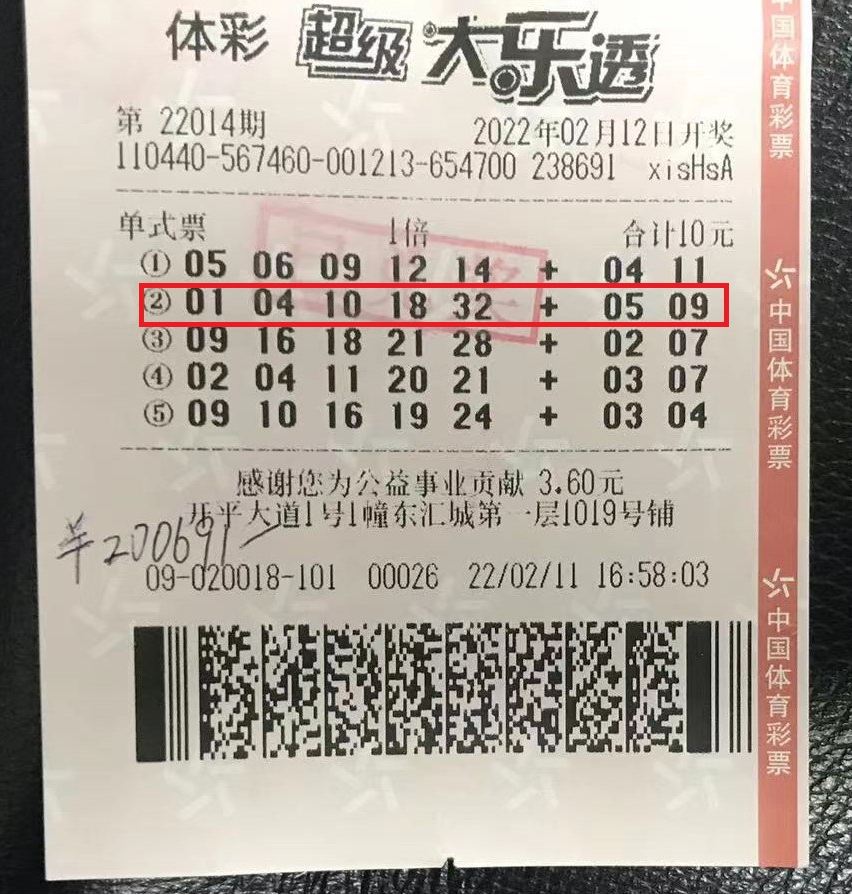 体彩 超级大乐透
第 22014期 2022年02月12日开奖
110440-567460-001213-654700 238691 xisHsA
单式票 1倍 合计10元
① 05 06 09 12 14 + 04 11
② 01 04 10 18 32 + 05 09
③ 09 16 18 21 28 + 02 07
④ 02 04 11 20 21 + 03 07
⑤ 09 10 16 19 24 + 03 04
感谢您为公益事业贡献 3.60元
开平大道1号1幢东汇城第一层1019号铺
¥200691-
09-020018-101 00026 22/02/11 16:58:03
中国体育彩票
中国体育彩票
中国体育彩票